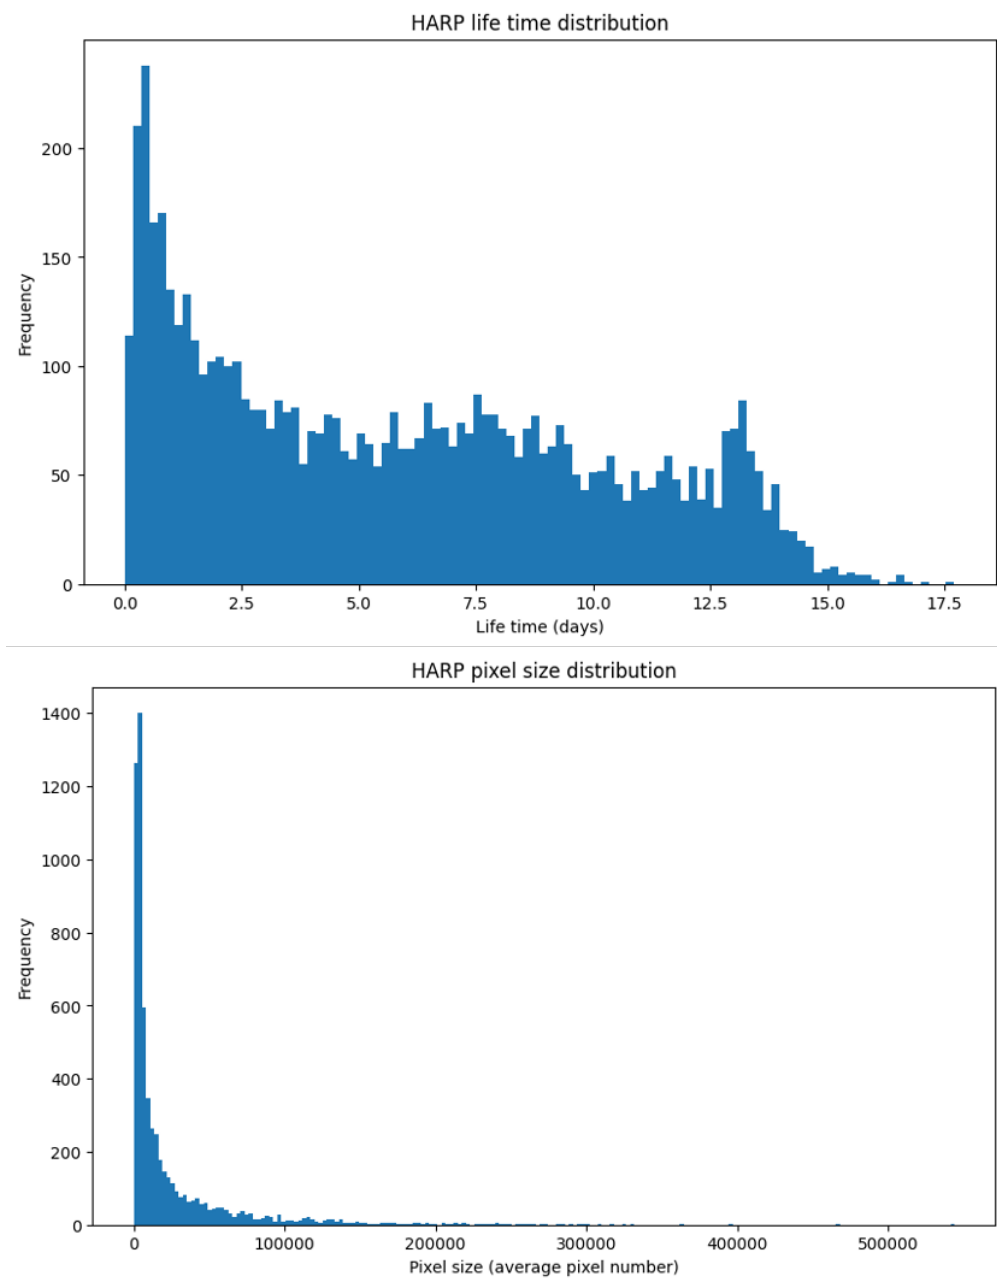 HARP life time distribution
200
150
100
50
0
Frequency
0.0 2.5 5.0 7.5 10.0 12.5 15.0 17.5
Life time (days)
HARP pixel size distribution
1400
1200
1000
800
600
400
200
0
Frequency
0 100000 200000 300000 400000 500000
Pixel size (average pixel number)